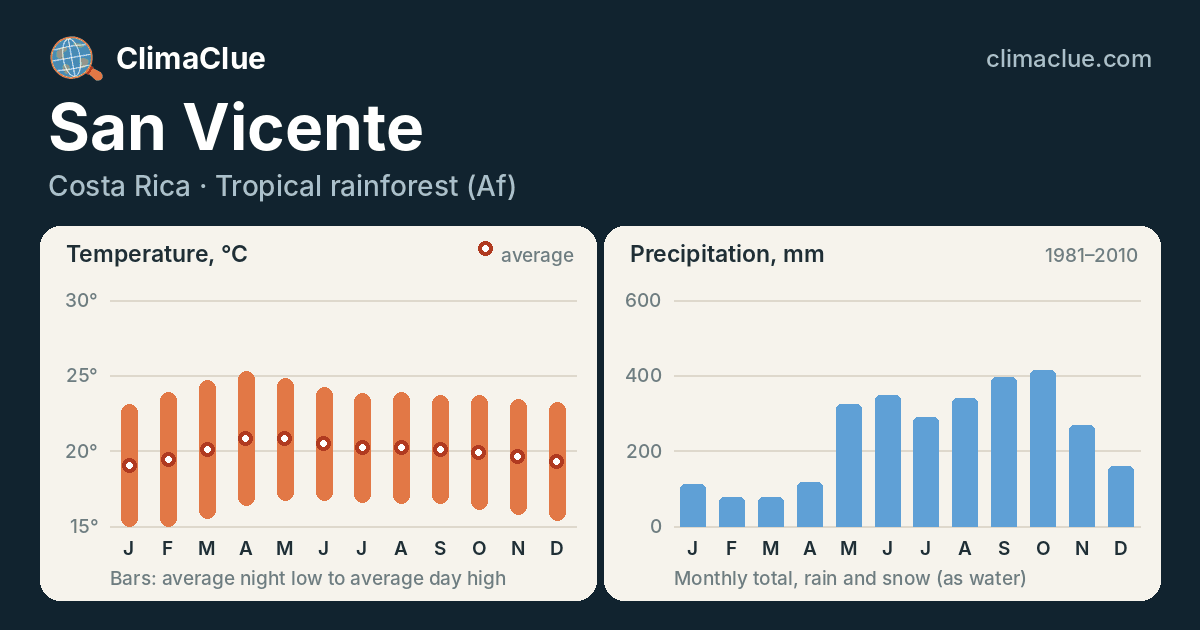 ClimaClue
climaclue.com
San Vicente
Costa Rica · Tropical rainforest (Af)
Temperature, °C
average
30°
25°
20°
15°
J F M A M J J A S O N D
Bars: average night low to average day high
Precipitation, mm
1981–2010
600
400
200
0
J F M A M J J A S O N D
Monthly total, rain and snow (as water)